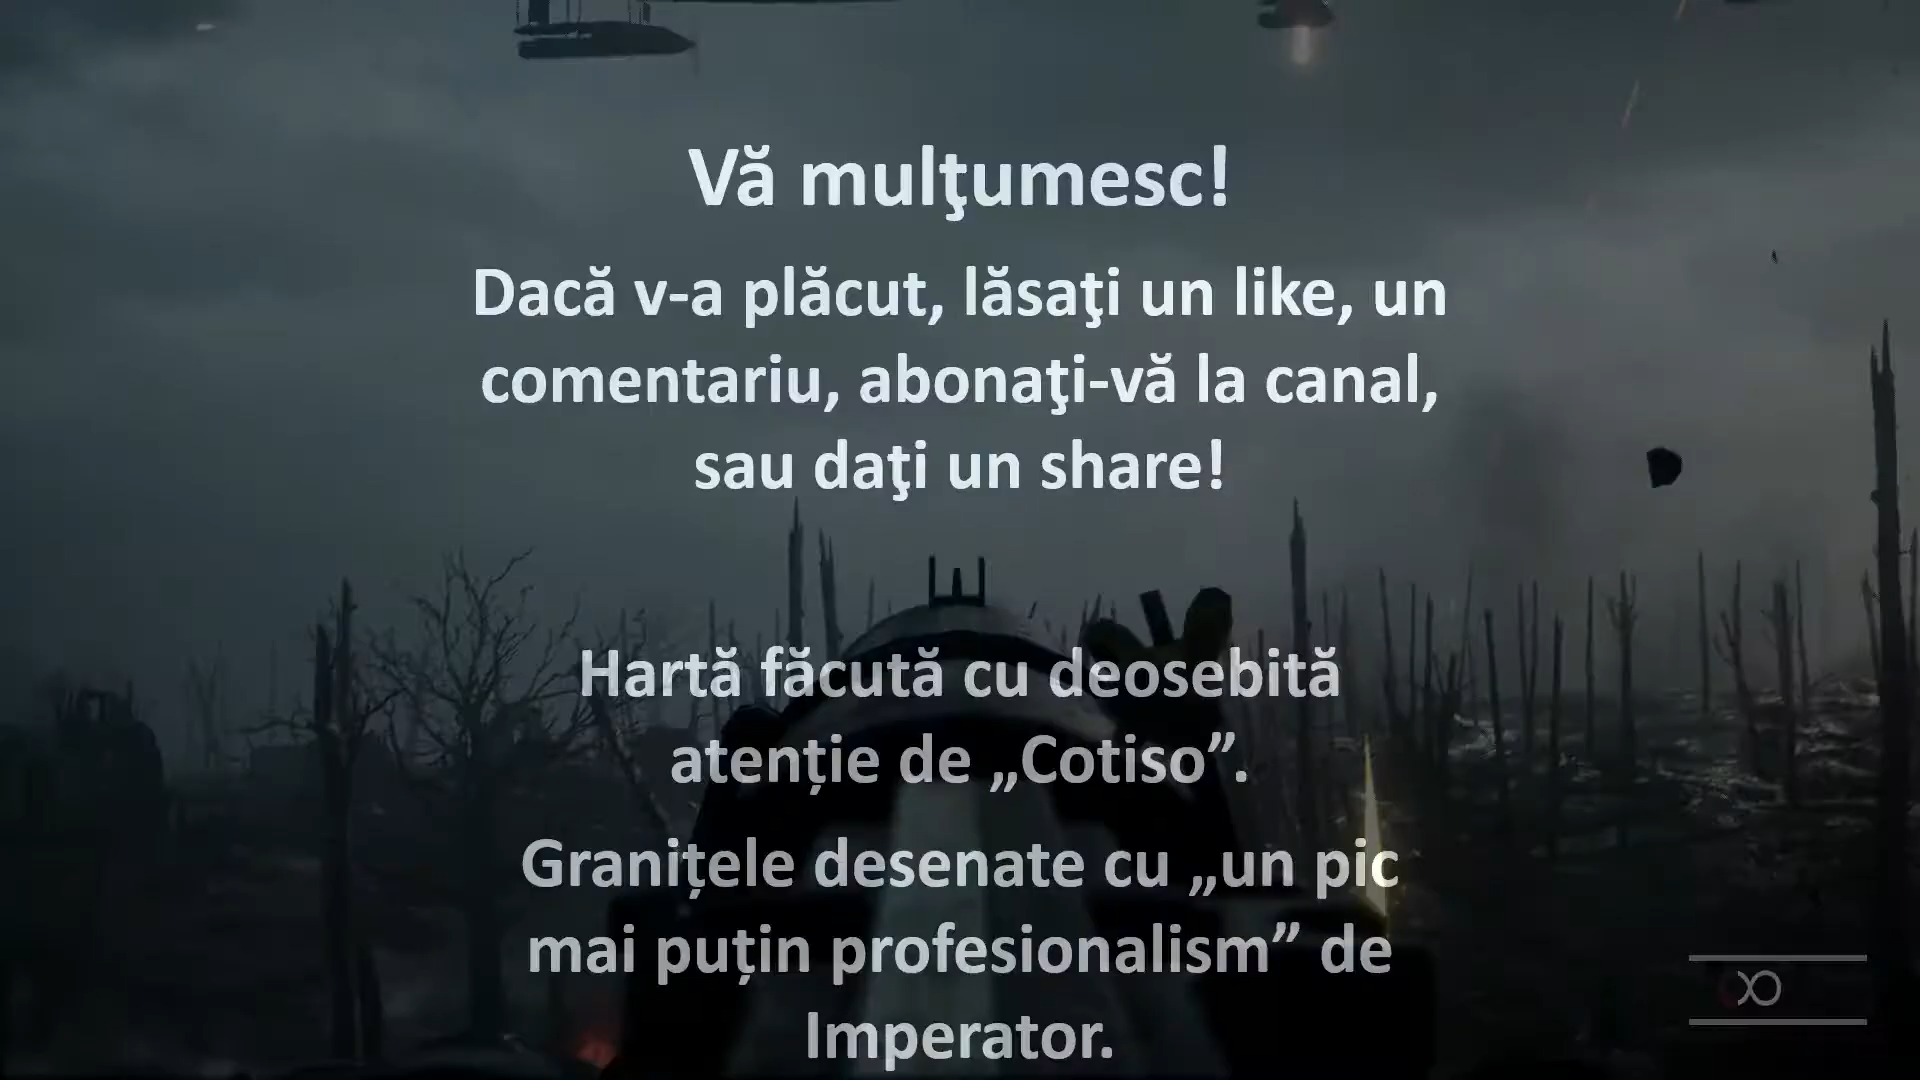 Vă mulţumesc!
Dacă v-a plăcut, lăsaţi un like, un
comentariu, abonaţi-vă la canal,
sau daţi un share!
Hartă făcută cu deosebită
atenție de „Cotiso”.
Granițele desenate cu „un pic
mai puțin profesionalism” de
Imperator.